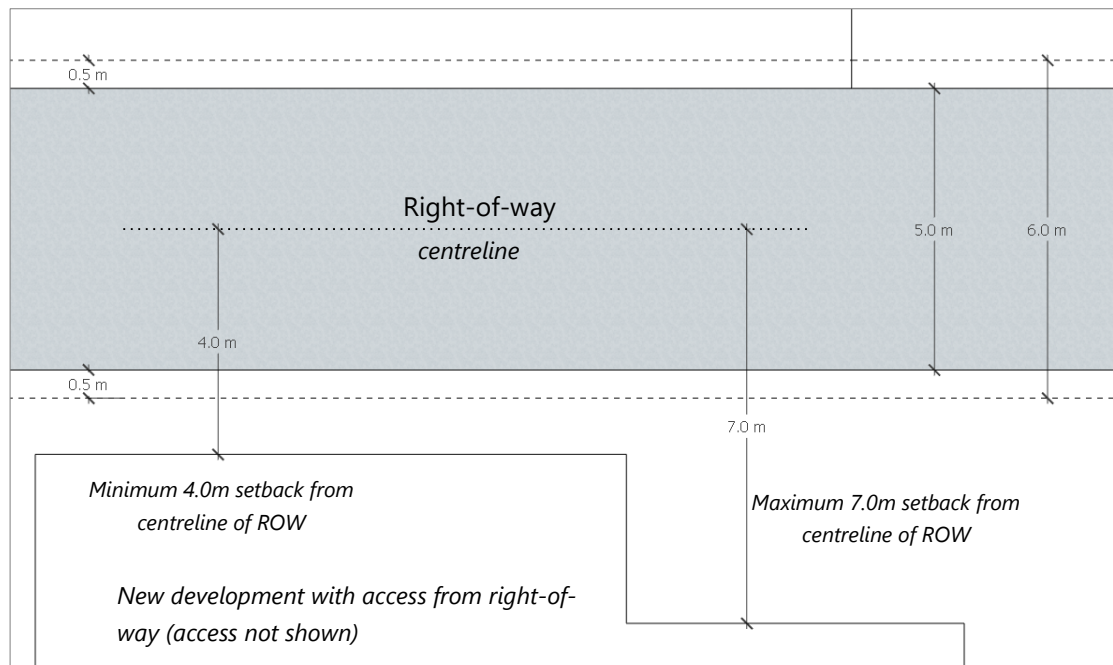 0.5 m
Right-of-way
centreline
5.0 m
6.0 m
4.0 m
0.5 m
7.0 m
Minimum 4.0m setback from
centreline of ROW
Maximum 7.0m setback from
centreline of ROW
New development with access from right-of-
way (access not shown)